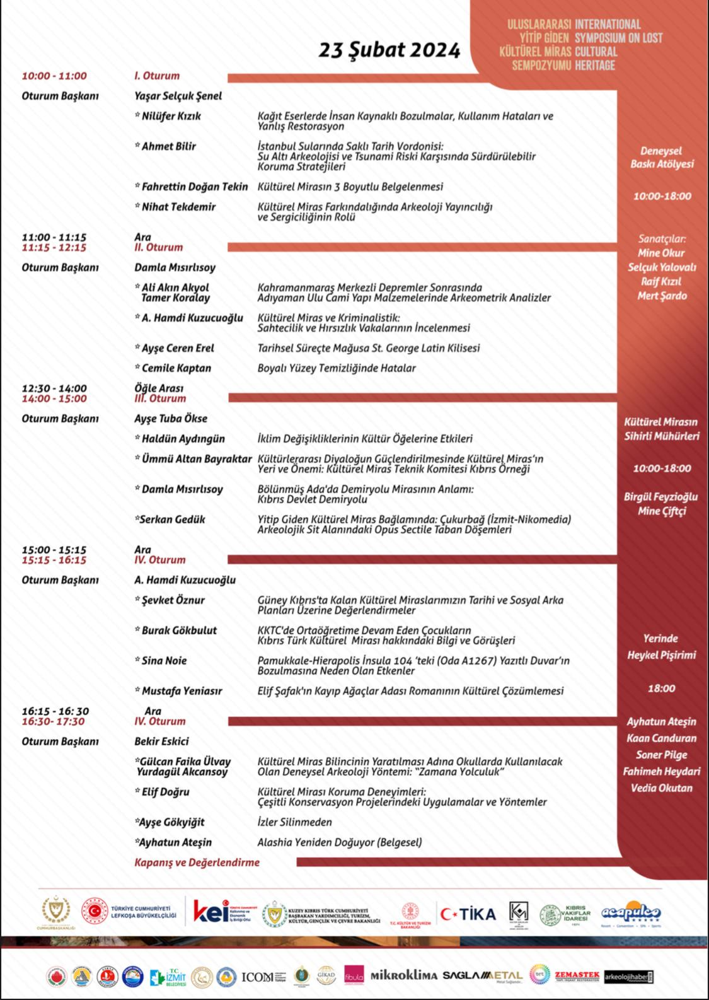 ULUSLARARASI INTERNATIONAL
YİTİP GİDEN SYMPOSIUM ON LOST
KÜLTÜREL MİRAS CULTURAL
SEMPOZYUMU HERITAGE
23 Şubat 2024
10:00 - 11:00 I. Oturum
Oturum Başkanı Yaşar Selçuk Şenel
* Nilüfer Kızık Kağıt Eserlerde İnsan Kaynaklı Bozulmalar, Kullanım Hataları ve
Yanlış Restorasyon
* Ahmet Bilir İstanbul Sularında Saklı Tarih Vordonisi:
Su Altı Arkeolojisi ve Tsunami Riski Karşısında Sürdürülebilir
Koruma Stratejileri
* Fahrettin Doğan Tekin Kültürel Mirasın 3 Boyutlu Belgelenmesi
* Nihat Tekdemir Kültürel Miras Farkındalığında Arkeoloji Yayıncılığı
ve Sergiciliğinin Rolü
11:00 - 11:15 Ara
11:15 - 12:15 II. Oturum
Oturum Başkanı Damla Mısırlısoy
* Ali Akın Akyol Kahramanmaraş Merkezli Depremler Sonrasında
Tamer Koralay Adıyaman Ulu Cami Yapı Malzemelerinde Arkeometrik Analizler
* A. Hamdi Kuzucuoğlu Kültürel Miras ve Kriminalistik:
Sahtecilik ve Hırsızlık Vakalarının İncelenmesi
* Ayşe Ceren Erel Tarihsel Süreçte Mağusa St. George Latin Kilisesi
* Cemile Kaptan Boyalı Yüzey Temizliğinde Hatalar
12:30 - 14:00 Öğle Arası
14:00 - 15:00 III. Oturum
Oturum Başkanı Ayşe Tuba Ökse
* Haldün Aydıngün İklim Değişikliklerinin Kültür Öğelerine Etkileri
* Ümmü Altan Bayraktar Kültürlerarası Diyaloğun Güçlendirilmesinde Kültürel Miras'ın
Yeri ve Önemi: Kültürel Miras Teknik Komitesi Kıbrıs Örneği
* Damla Mısırlısoy Bölünmüş Ada'da Demiryolu Mirasının Anlamı:
Kıbrıs Devlet Demiryolu
*Serkan Gedük Yitip Giden Kültürel Miras Bağlamında: Çukurbağ (İzmit-Nikomedia)
Arkeolojik Sit Alanındaki Opus Sectile Taban Döşemleri
15:00 - 15:15 Ara
15:15 - 16:15 IV. Oturum
Oturum Başkanı A. Hamdi Kuzucuoğlu
* Şevket Öznur Güney Kıbrıs'ta Kalan Kültürel Miraslarımızın Tarihi ve Sosyal Arka
Planları Üzerine Değerlendirmeler
* Burak Gökbulut KKTC'de Ortaöğretime Devam Eden Çocukların
Kıbrıs Türk Kültürel Mirası hakkındaki Bilgi ve Görüşleri
* Sina Noie Pamukkale-Hierapolis İnsula 104 'teki (Oda A1267) Yazıtlı Duvar'ın
Bozulmasına Neden Olan Etkenler
* Mustafa Yeniasır Elif Şafak'ın Kayıp Ağaçlar Adası Romanının Kültürel Çözümlemesi
16:15 - 16: 30 Ara
16:30- 17:30 IV. Oturum
Oturum Başkanı Bekir Eskici
*Gülcan Faika Ülvay Kültürel Miras Bilincinin Yaratılması Adına Okullarda Kullanılacak
Yurdagül Akcansoy Olan Deneysel Arkeoloji Yöntemi: "Zamana Yolculuk"
* Elif Doğru Kültürel Mirası Koruma Deneyimleri:
Çeşitli Konservasyon Projelerindeki Uygulamalar ve Yöntemler
*Ayşe Gökyiğit İzler Silinmeden
*Ayhatun Ateşin Alashia Yeniden Doğuyor (Belgesel)
Kapanış ve Değerlendirme
Deneysel
Baskı Atölyesi
10:00-18:00
Sanatçılar:
Mine Okur
Selçuk Yalovalı
Raif Kızıl
Mert Şardo
Kültürel Mirasın
Sihirli Mühürleri
10:00-18:00
Birgül Feyzioğlu
Mine Çiftçi
Yerinde
Heykel Pişirimi
18:00
Ayhatun Ateşin
Kaan Canduran
Soner Pilge
Fahimeh Heydari
Vedia Okutan
CUMHURBAŞKANLIĞI
TÜRKİYE CUMHURİYETİ
LEFKOŞA BÜYÜKELÇİLİĞİ
kei
TÜRKİYE CUMHURİYETİ
Kalkınma ve
Ekonomik
İş Birliği Ofisi
KUZEY KIBRIS TÜRK CUMHURİYETİ
BAŞBAKAN YARDIMCILIĞI, TURİZM,
KÜLTÜR, GENÇLİK VE ÇEVRE BAKANLIĞI
T.C. KÜLTÜR VE TURİZM
BAKANLIĞI
TİKA
KIBRIS
VAKIFLAR
İDARESİ
1571
acapulco
Resort - Convention - SPA - Sports
T.C.
İZMİT
BELEDİYESİ
ICOM
Türkiye
GİKAD
fibula
mikroklima
SAGLAMETAL
Metal Sağlamdır...
brt
ZEMASTEK
YAPI İNŞAAT RESTORASYON
arkeolojihaber